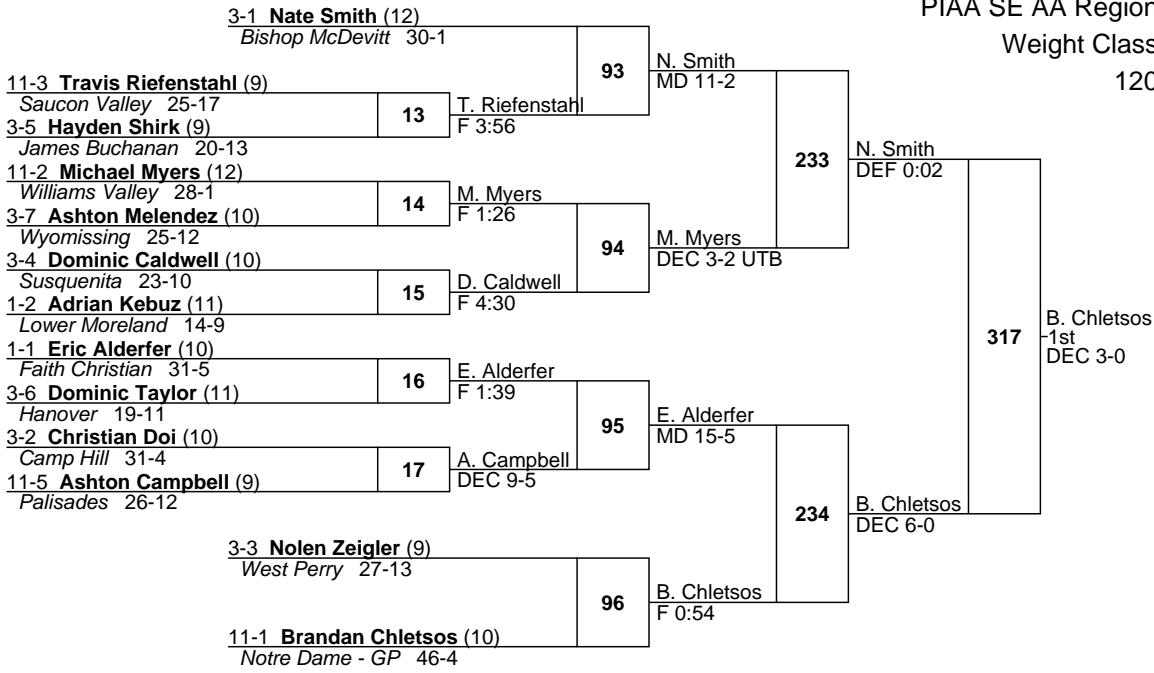 PIAA SE AA Region
Weight Class
120
3-1 Nate Smith (12)
Bishop McDevitt 30-1
11-3 Travis Riefenstahl (9)
Saucon Valley 25-17
3-5 Hayden Shirk (9)
James Buchanan 20-13
11-2 Michael Myers (12)
Williams Valley 28-1
3-7 Ashton Melendez (10)
Wyomissing 25-12
3-4 Dominic Caldwell (10)
Susquenita 23-10
1-2 Adrian Kebuz (11)
Lower Moreland 14-9
1-1 Eric Alderfer (10)
Faith Christian 31-5
3-6 Dominic Taylor (11)
Hanover 19-11
3-2 Christian Doi (10)
Camp Hill 31-4
11-5 Ashton Campbell (9)
Palisades 26-12
3-3 Nolen Zeigler (9)
West Perry 27-13
11-1 Brandan Chletsos (10)
Notre Dame - GP 46-4
13
T. Riefenstahl
F 3:56
14
M. Myers
F 1:26
15
D. Caldwell
F 4:30
16
E. Alderfer
F 1:39
17
A. Campbell
DEC 9-5
93
N. Smith
MD 11-2
94
M. Myers
DEC 3-2 UTB
95
E. Alderfer
MD 15-5
96
B. Chletsos
F 0:54
233
N. Smith
DEF 0:02
234
B. Chletsos
DEC 6-0
317
B. Chletsos
1st
DEC 3-0